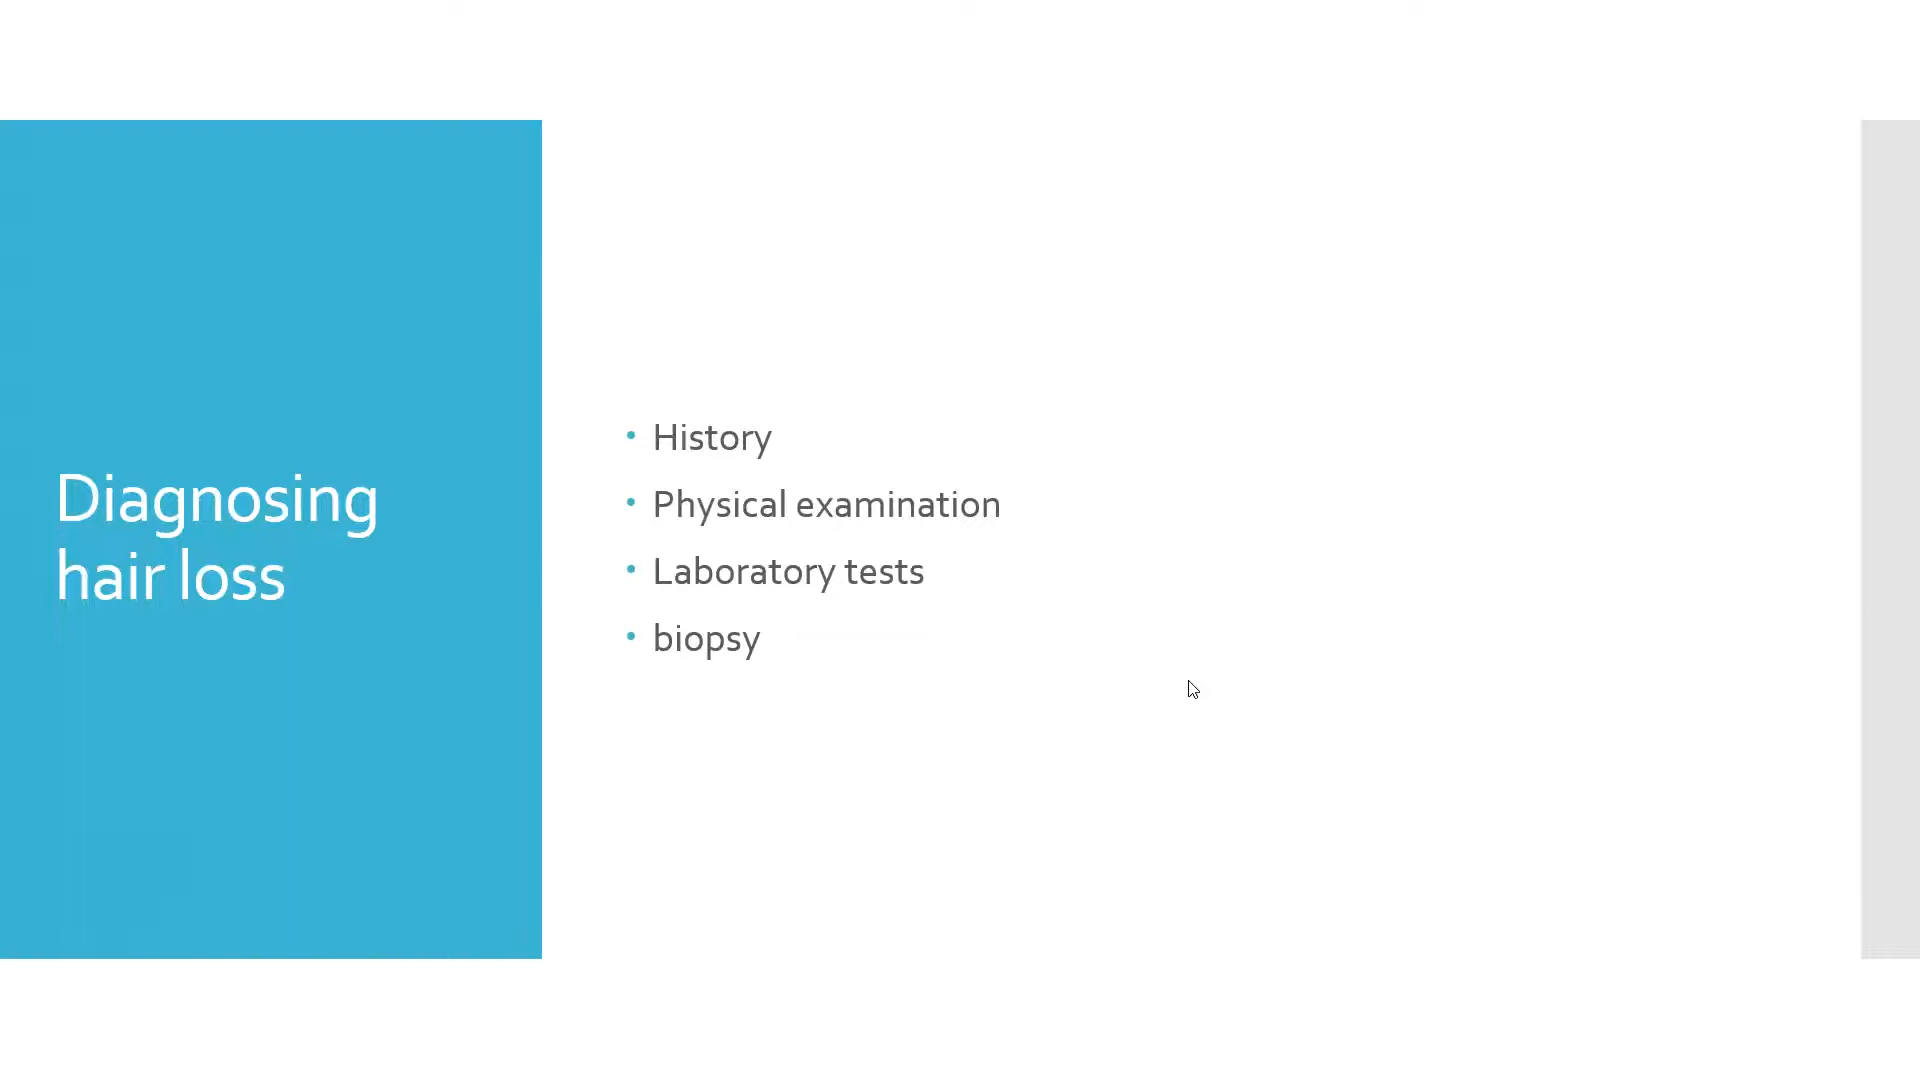 Diagnosing
hair loss
• History
• Physical examination
• Laboratory tests
• biopsy